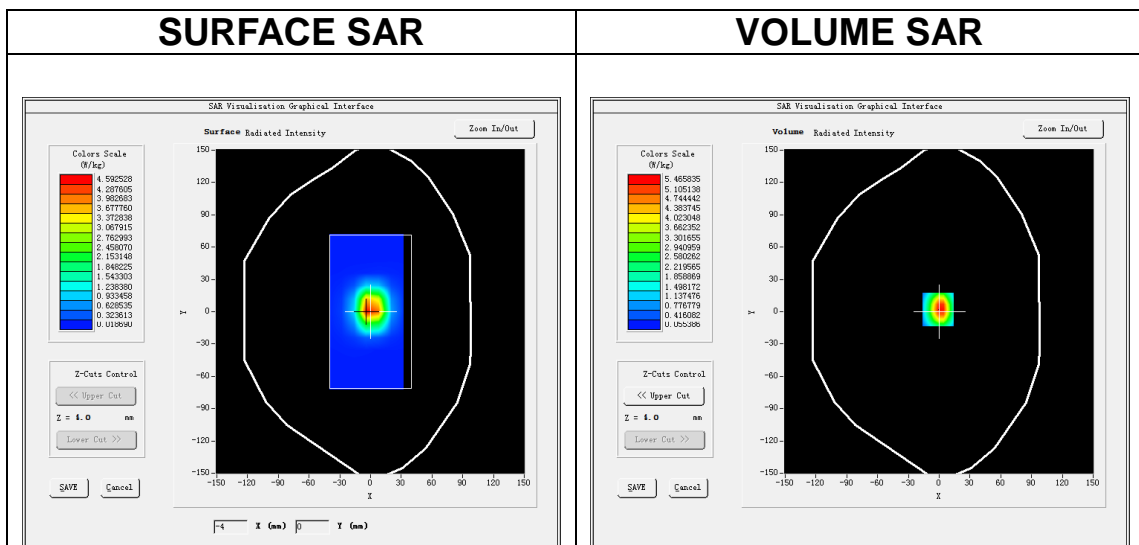 SURFACE SAR
VOLUME SAR
SAR Visualisation Graphical Interface
Surface Radiated Intensity
Zoom In/Out
Colors Scale
(W/kg)
4.592528
4.287605
3.982683
3.677760
3.372838
3.067915
2.762993
2.458070
2.153148
1.848225
1.543303
1.238380
0.933458
0.628535
0.323613
0.018690
150
120
90
60
30
0
-30
-60
-90
-120
-150
Y
-150 -120 -90 -60 -30 0 30 60 90 120 150
X
Z-Cuts Control
<< Upper Cut
Z = 4.0 mm
Lower Cut >>
SAVE Cancel
-4 X (mm) 0 Y (mm)
SAR Visualisation Graphical Interface
Volume Radiated Intensity
Zoom In/Out
Colors Scale
(W/kg)
5.465835
5.105138
4.744442
4.383745
4.023048
3.662352
3.301655
2.940959
2.580262
2.219565
1.858869
1.498172
1.137476
0.776779
0.416082
0.055386
150
120
90
60
30
0
-30
-60
-90
-120
-150
Y
-150 -120 -90 -60 -30 0 30 60 90 120 150
X
Z-Cuts Control
<< Upper Cut
Z = 4.0 mm
Lower Cut >>
SAVE Cancel